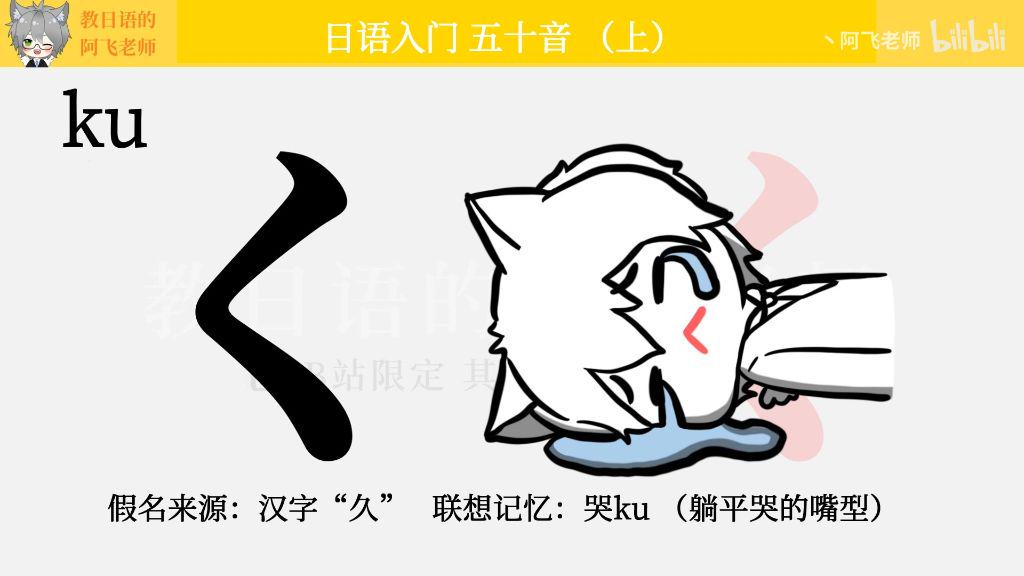 教日语的
阿飞老师
日语入门 五十音 （上）
丶阿飞老师 bilibili
ku
く
教日语的
B站限定 其
假名来源：汉字“久” 联想记忆：哭ku （躺平哭的嘴型）